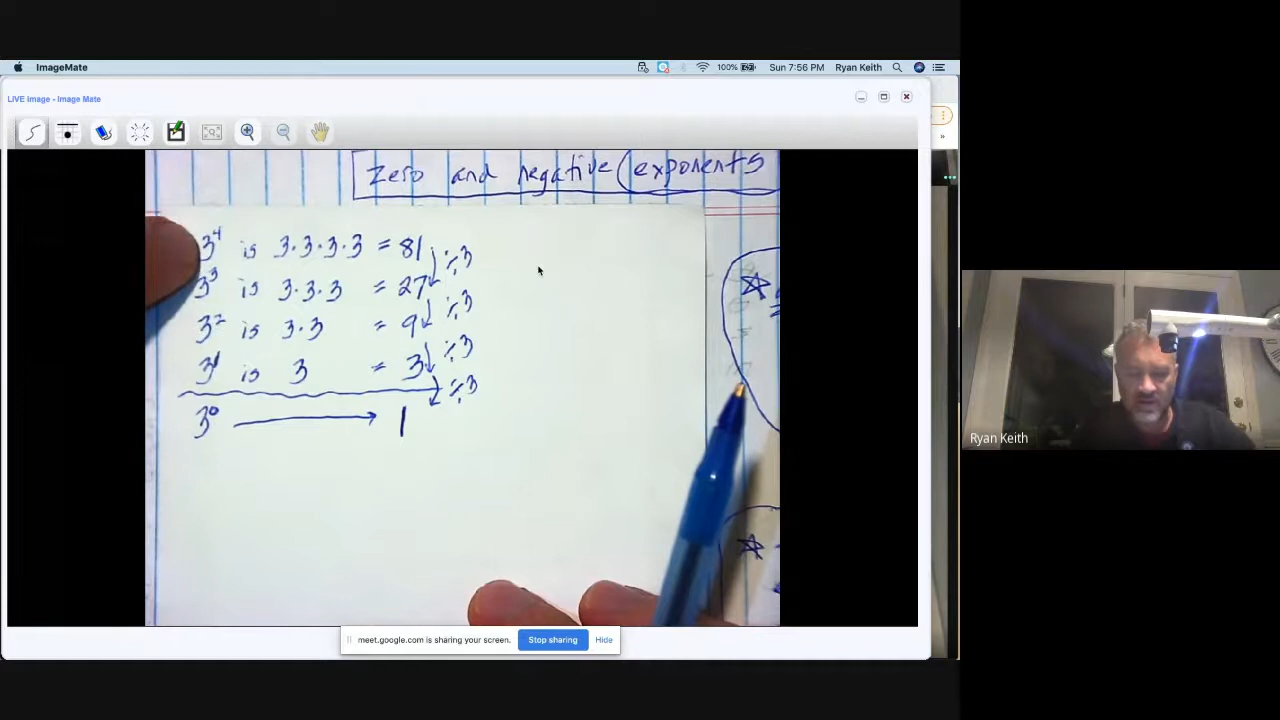 ImageMate
100%
Sun 7:56 PM
Ryan Keith
LIVE Image - Image Mate
zero and negative exponents
3⁴ is 3·3·3·3 = 81
÷3
3³ is 3·3·3 = 27
÷3
3² is 3·3 = 9
÷3
3¹ is 3 = 3
÷3
3⁰ → 1
Ryan Keith
meet.google.com is sharing your screen.
Stop sharing
Hide